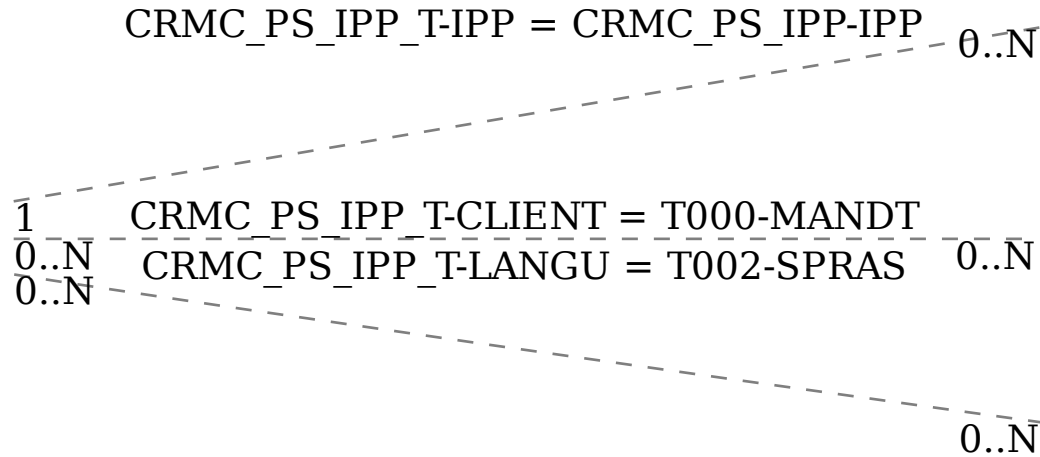 CRMC_PS_IPP_T-IPP = CRMC_PS_IPP-IPP
0..N
1
CRMC_PS_IPP_T-CLIENT = T000-MANDT
0..N
0..N
CRMC_PS_IPP_T-LANGU = T002-SPRAS
0..N
0..N